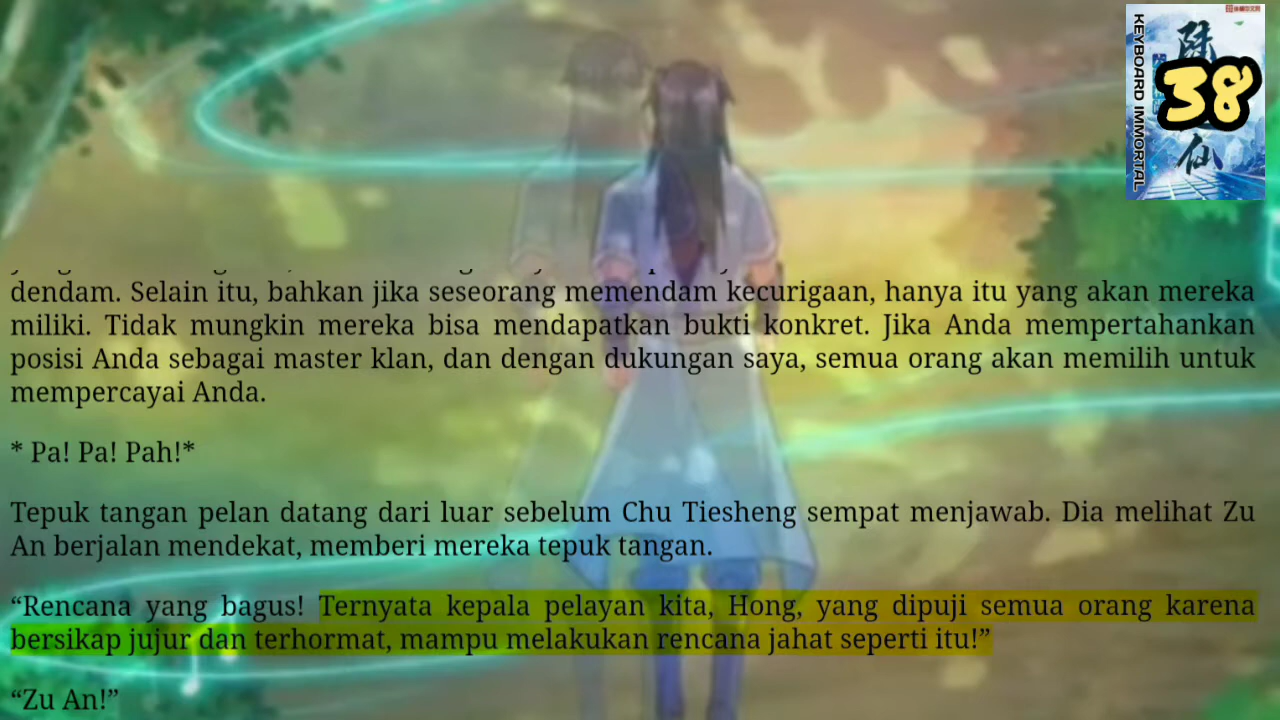 KEYBOARD IMMORTAL
陆
仙
38
dendam. Selain itu, bahkan jika seseorang memendam kecurigaan, hanya itu yang akan mereka
miliki. Tidak mungkin mereka bisa mendapatkan bukti konkret. Jika Anda mempertahankan
posisi Anda sebagai master klan, dan dengan dukungan saya, semua orang akan memilih untuk
mempercayai Anda.
* Pa! Pa! Pah!*
Tepuk tangan pelan datang dari luar sebelum Chu Tiesheng sempat menjawab. Dia melihat Zu
An berjalan mendekat, memberi mereka tepuk tangan.
“Rencana yang bagus! Ternyata kepala pelayan kita, Hong, yang dipuji semua orang karena
bersikap jujur dan terhormat, mampu melakukan rencana jahat seperti itu!”
“Zu An!”